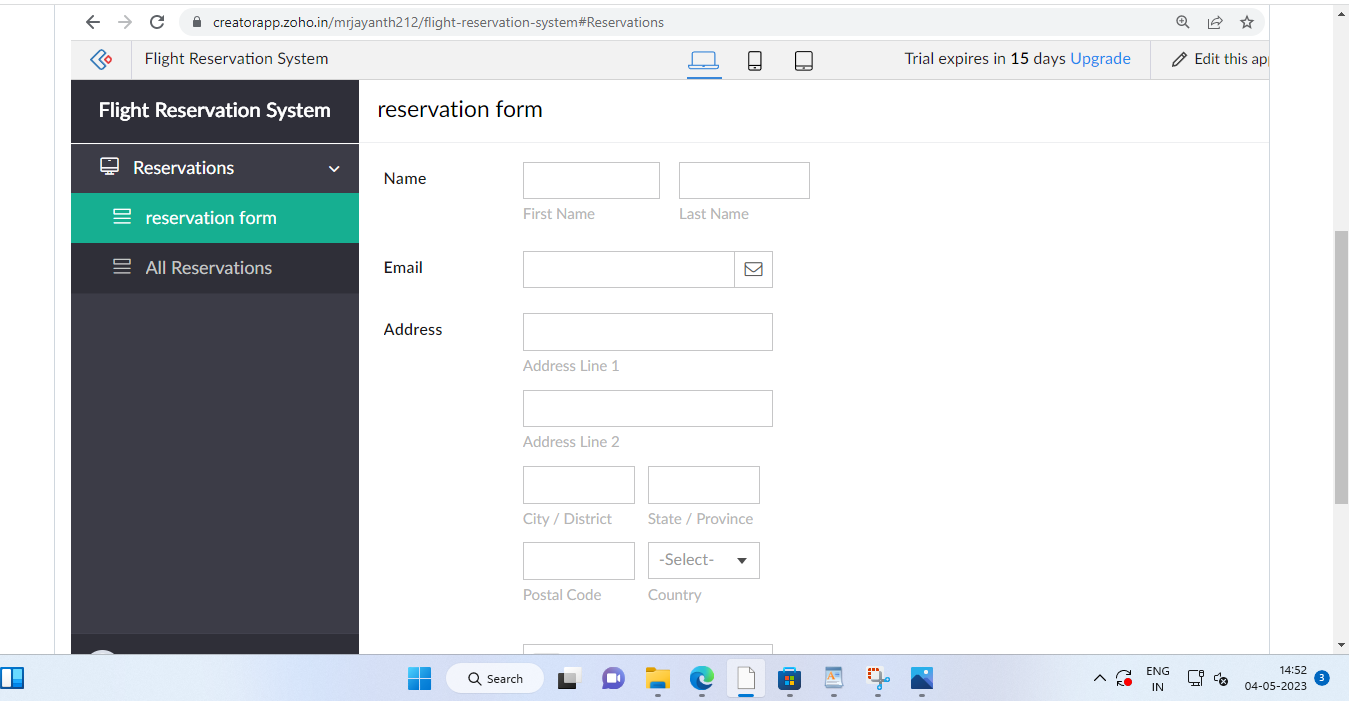 creatorapp.zoho.in/mrjayanth212/flight-reservation-system#Reservations
Flight Reservation System
Trial expires in 15 days Upgrade
Edit this
Flight Reservation System
reservation form
Reservations
reservation form
All Reservations
Name
First Name
Last Name
Email
Address
Address Line 1
Address Line 2
City / District
State / Province
-Select-
Postal Code
Country
Search
ENG
IN
14:52
04-05-2023
3